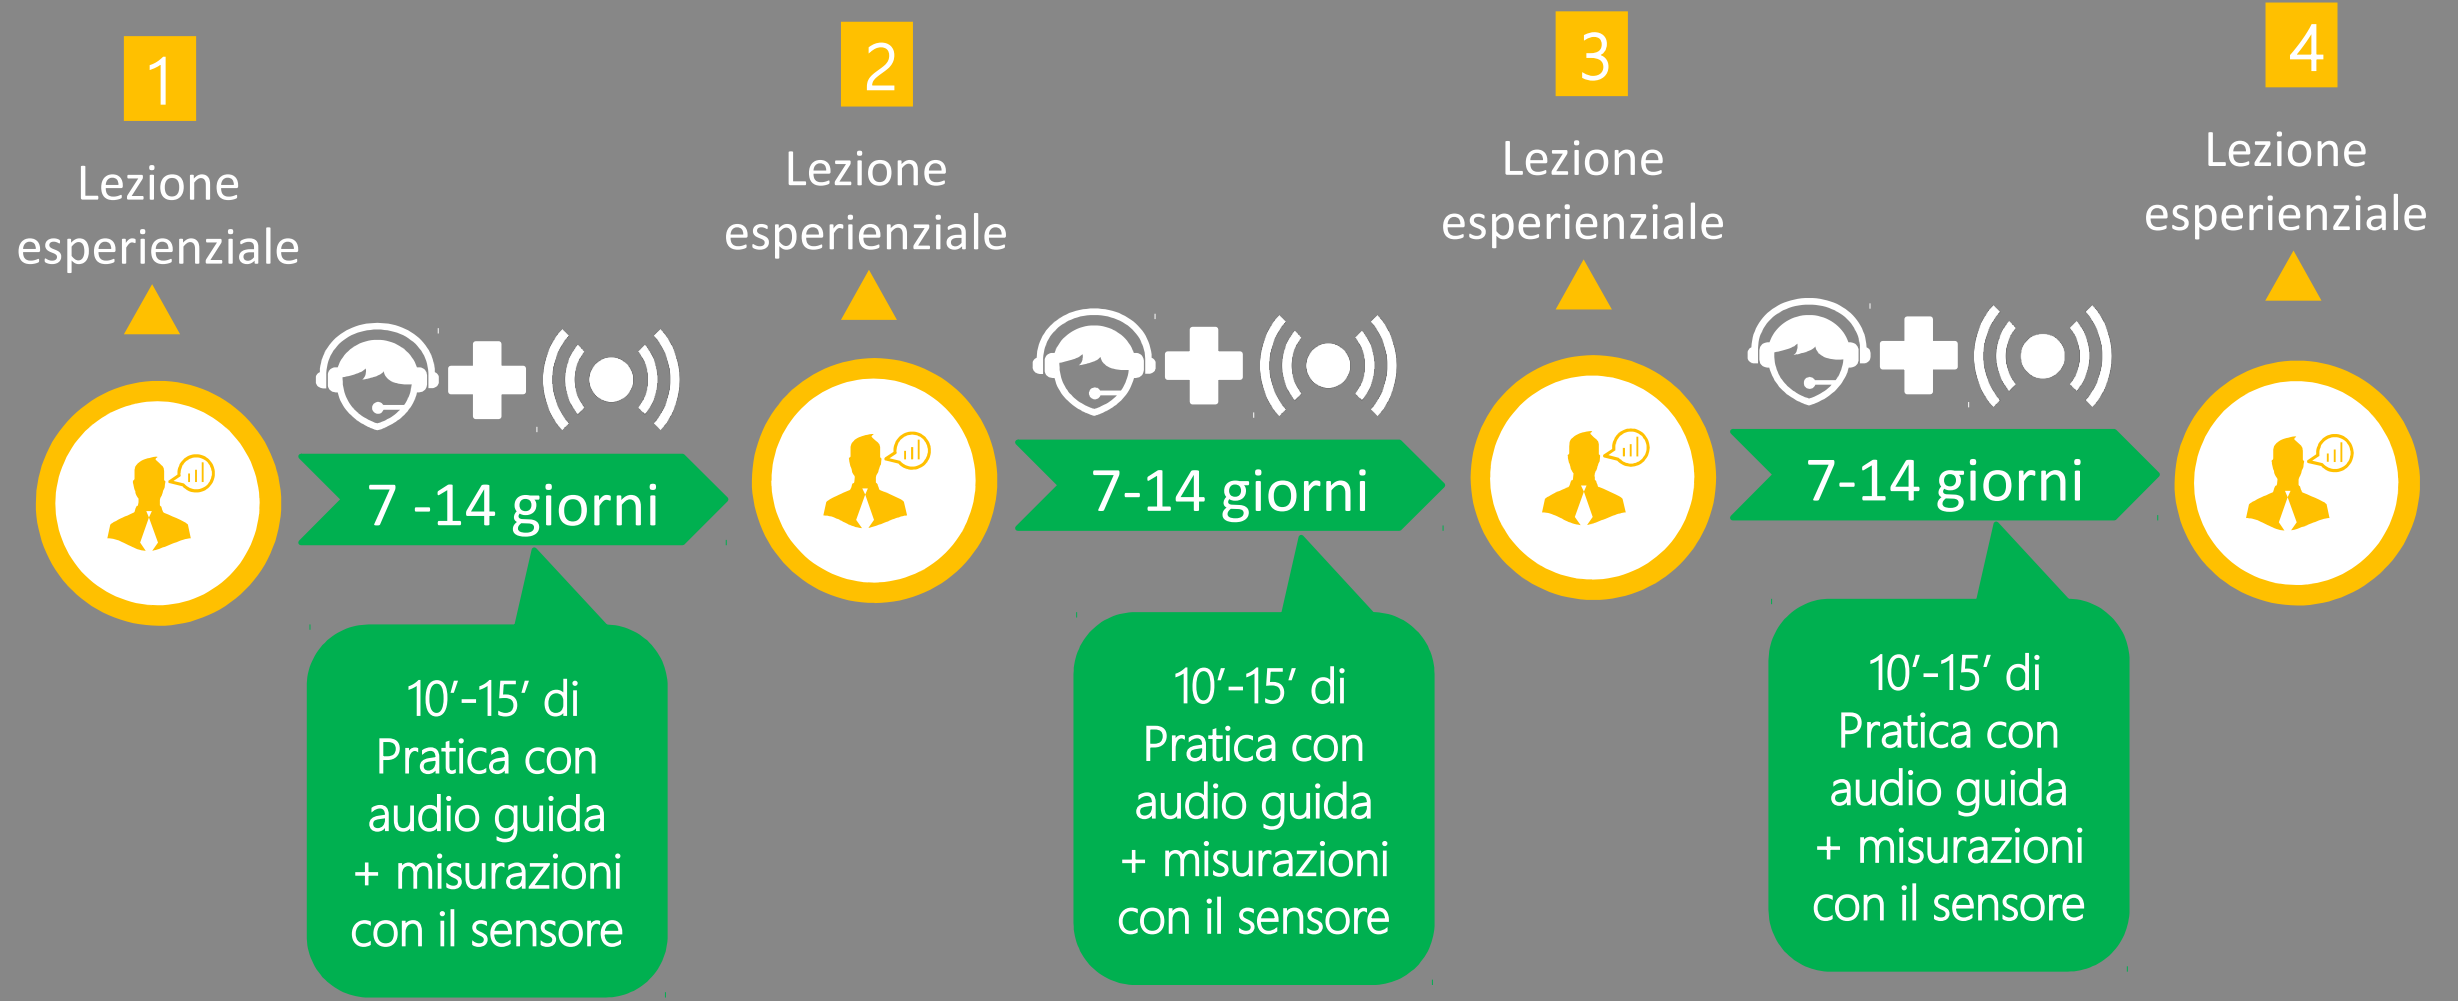 1
Lezione
esperienziale
7 -14 giorni
10’-15’ di
Pratica con
audio guida
+ misurazioni
con il sensore
2
Lezione
esperienziale
7-14 giorni
10’-15’ di
Pratica con
audio guida
+ misurazioni
con il sensore
3
Lezione
esperienziale
7-14 giorni
10’-15’ di
Pratica con
audio guida
+ misurazioni
con il sensore
4
Lezione
esperienziale